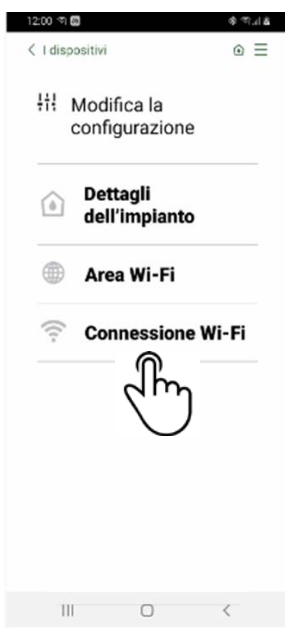 12:00
I dispositivi
Modifica la
configurazione
Dettagli
dell'impianto
Area Wi-Fi
Connessione Wi-Fi